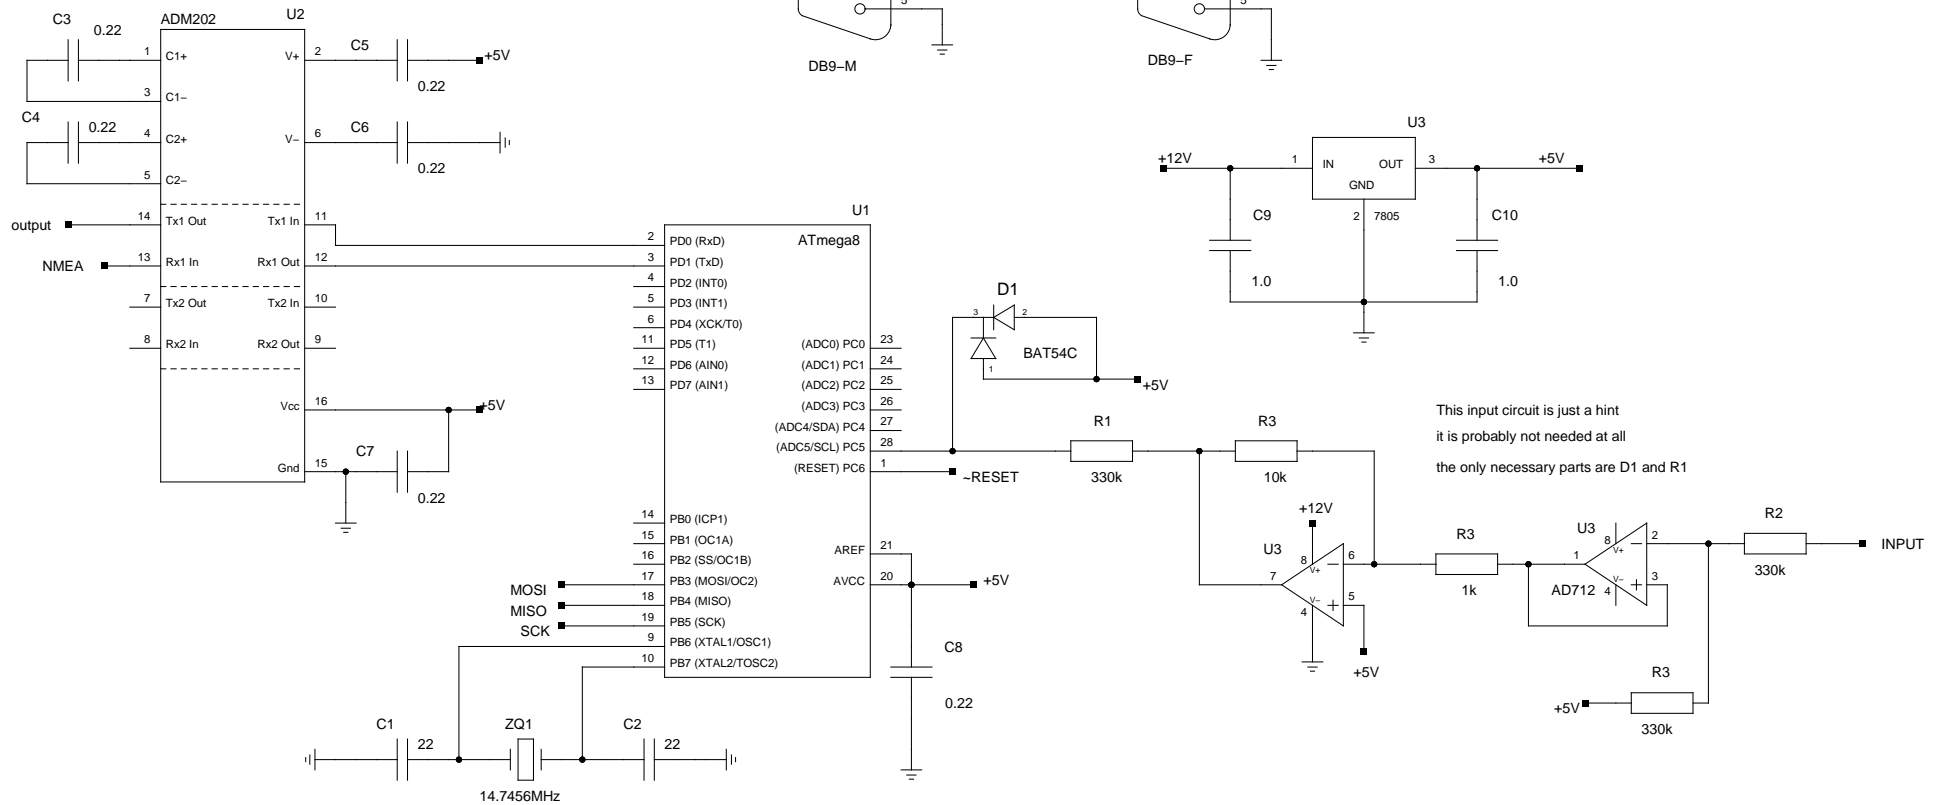 5
5
DB9−M
DB9−F
ADM202
U2
C3
0.22
1
C1+
V+
2
C5
+5V
0.22
3
C1−
C4
0.22
4
C2+
V−
6
C6
0.22
5
C2−
output
14
Tx1 Out
Tx1 In
11
NMEA
13
Rx1 In
Rx1 Out
12
7
Tx2 Out
Tx2 In
10
8
Rx2 In
Rx2 Out
9
Vcc
16
+5V
C7
Gnd
15
0.22
U1
ATmega8
2
PD0 (RxD)
3
PD1 (TxD)
4
PD2 (INT0)
5
PD3 (INT1)
6
PD4 (XCK/T0)
11
PD5 (T1)
12
PD6 (AIN0)
13
PD7 (AIN1)
(ADC0) PC0
23
(ADC1) PC1
24
(ADC2) PC2
25
(ADC3) PC3
26
(ADC4/SDA) PC4
27
(ADC5/SCL) PC5
28
(RESET) PC6
1
~RESET
14
PB0 (ICP1)
15
PB1 (OC1A)
16
PB2 (SS/OC1B)
MOSI
17
PB3 (MOSI/OC2)
MISO
18
PB4 (MISO)
SCK
19
PB5 (SCK)
9
PB6 (XTAL1/OSC1)
10
PB7 (XTAL2/TOSC2)
AREF
21
AVCC
20
+5V
C8
0.22
C1
22
ZQ1
14.7456MHz
C2
22
U3
+12V
1
IN
OUT
3
+5V
GND
2
7805
C9
1.0
C10
1.0
D1
3
2
1
BAT54C
+5V
R1
330k
R3
10k
This input circuit is just a hint
it is probably not needed at all
the only necessary parts are D1 and R1
+12V
U3
8
V+
−
6
7
V−
+
5
4
+5V
R3
1k
U3
8
V+
−
2
1
AD712
V−
+
3
4
R2
330k
INPUT
R3
+5V
330k